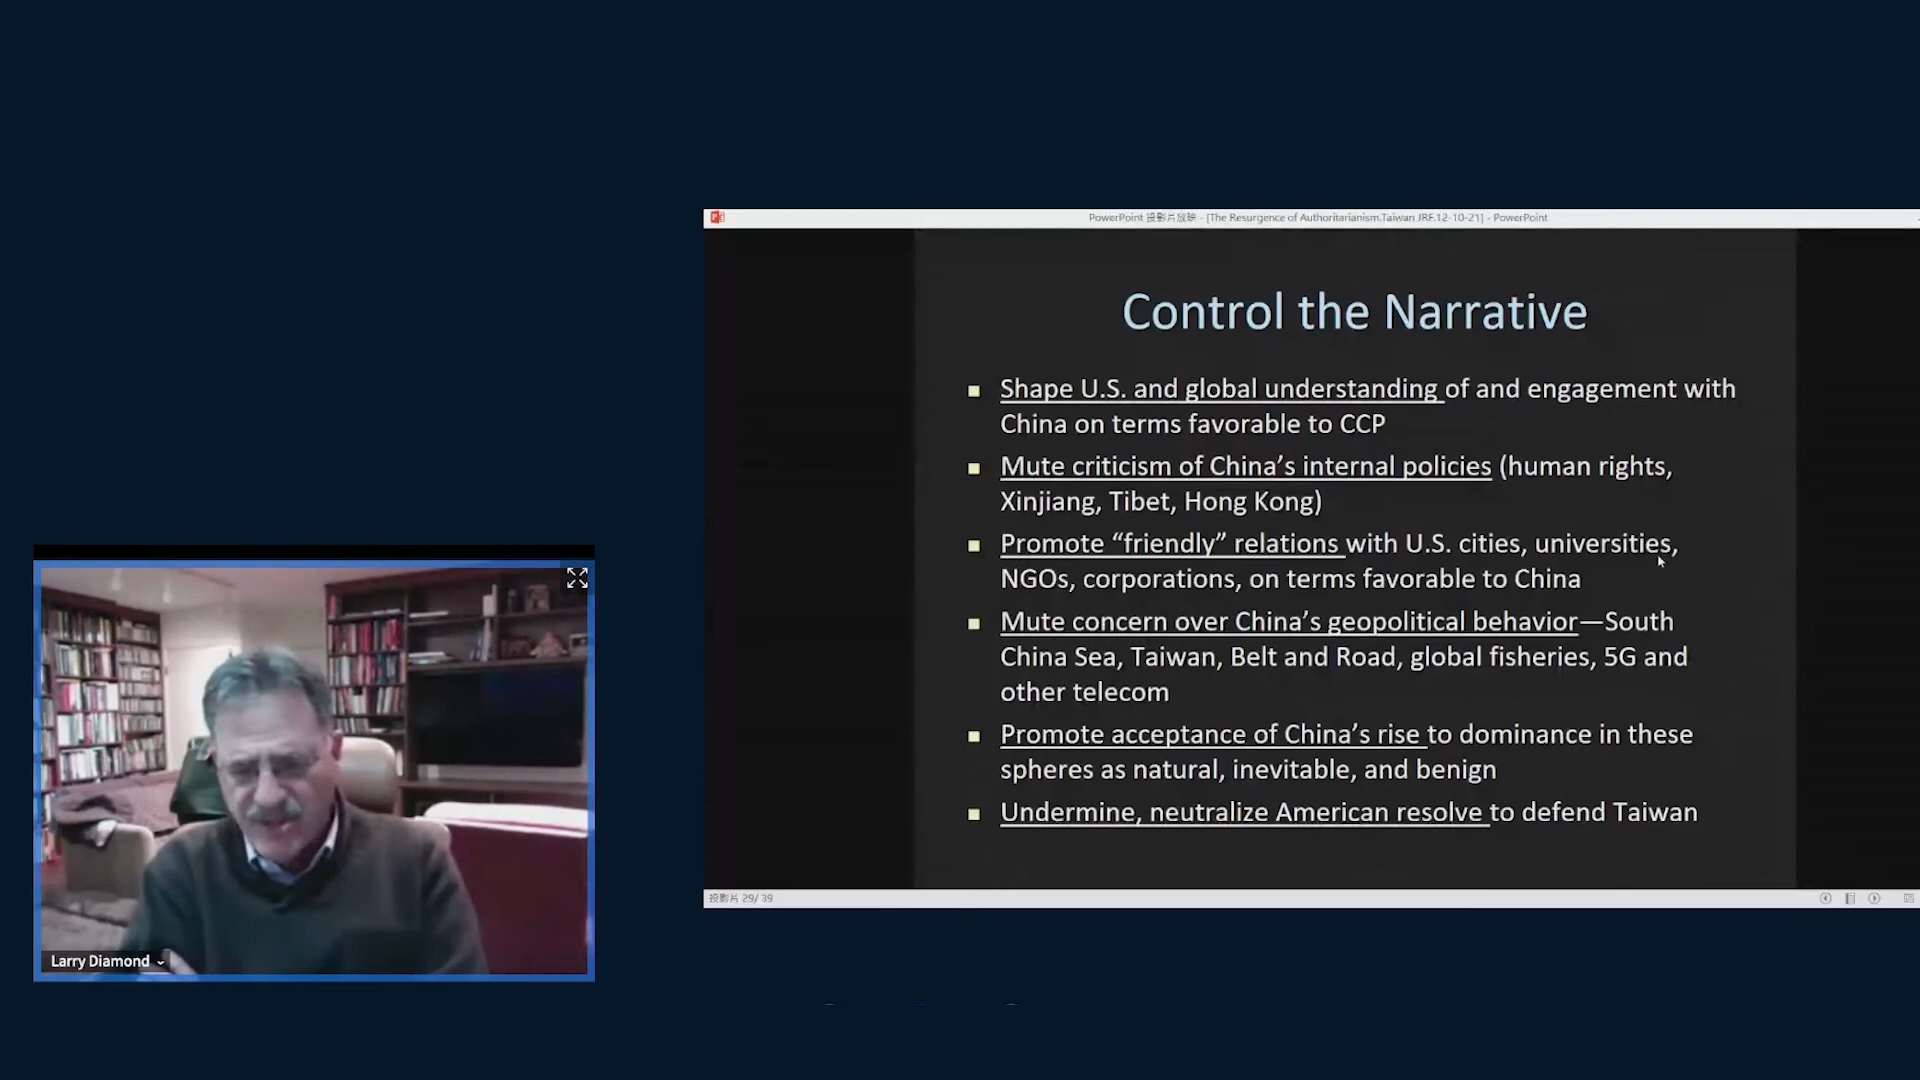 PowerPoint 投影片放映 - [The Resurgence of Authoritarianism.Taiwan JRF.12-10-21] - PowerPoint
Control the Narrative
Shape U.S. and global understanding of and engagement with
China on terms favorable to CCP
Mute criticism of China’s internal policies (human rights,
Xinjiang, Tibet, Hong Kong)
Promote “friendly” relations with U.S. cities, universities,
NGOs, corporations, on terms favorable to China
Mute concern over China’s geopolitical behavior—South
China Sea, Taiwan, Belt and Road, global fisheries, 5G and
other telecom
Promote acceptance of China’s rise to dominance in these
spheres as natural, inevitable, and benign
Undermine, neutralize American resolve to defend Taiwan
投影片 29/ 39
Larry Diamond